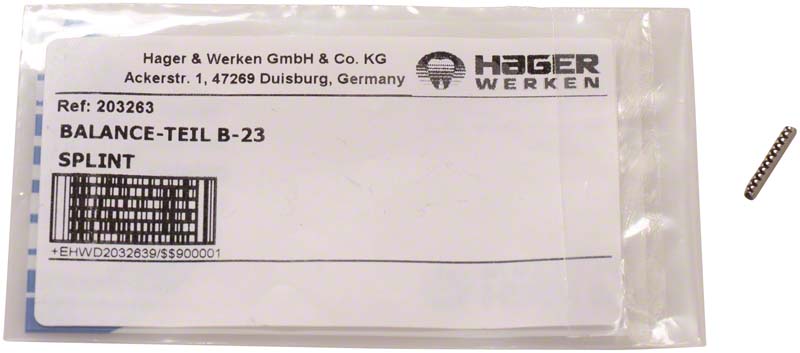 Hager & Werken GmbH & Co. KG
Ackerstr. 1, 47269 Duisburg, Germany
HAGER
WERKEN
Ref: 203263
BALANCE-TEIL B-23
SPLINT
+EHWD2032639/$$900001